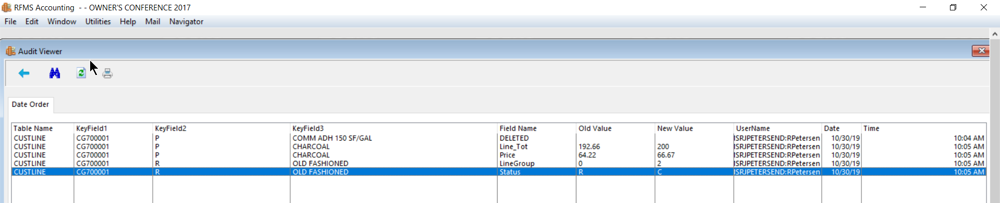 RFMS Accounting - - OWNER'S CONFERENCE 2017
File Edit Window Utilities Help Mail Navigator
Audit Viewer
Date Order
Table Name KeyField1 KeyField2 KeyField3 Field Name Old Value New Value UserName Date Time
CUSTLINE CG700001 P COMM ADH 150 SF/GAL DELETED ISRJPETERSEND:RPetersen 10/30/19 10:04 AM
CUSTLINE CG700001 P CHARCOAL Line_Tot 192.66 200 ISRJPETERSEND:RPetersen 10/30/19 10:05 AM
CUSTLINE CG700001 P CHARCOAL Price 64.22 66.67 ISRJPETERSEND:RPetersen 10/30/19 10:05 AM
CUSTLINE CG700001 R OLD FASHIONED LineGroup 0 2 ISRJPETERSEND:RPetersen 10/30/19 10:05 AM
CUSTLINE CG700001 R OLD FASHIONED Status R C ISRJPETERSEND:RPetersen 10/30/19 10:05 AM